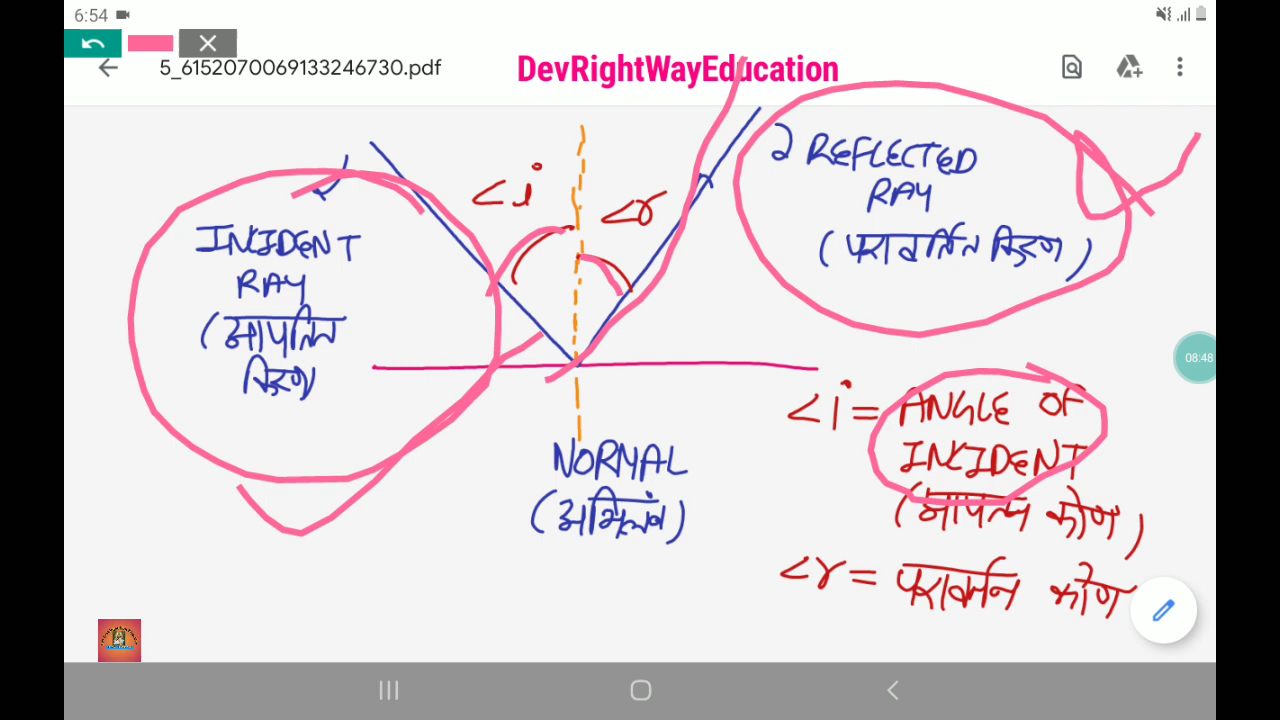 6:54
5_6152070069133246730.pdf
DevRightWayEducation
<i
<r
REFLECTED
RAY
(परावर्तित किरण)
INCIDENT
RAY
(आपतित
किरण)
08:48
<i = ANGLE OF
INCIDENT
(आपतन कोण)
NORMAL
(अभिलंब)
<r = परावर्तन कोण